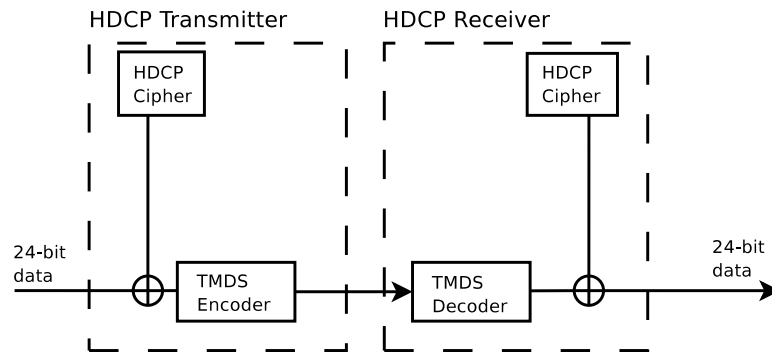 HDCP Transmitter
HDCP Receiver
HDCP
Cipher
HDCP
Cipher
24-bit
data
TMDS
Encoder
TMDS
Decoder
24-bit
data